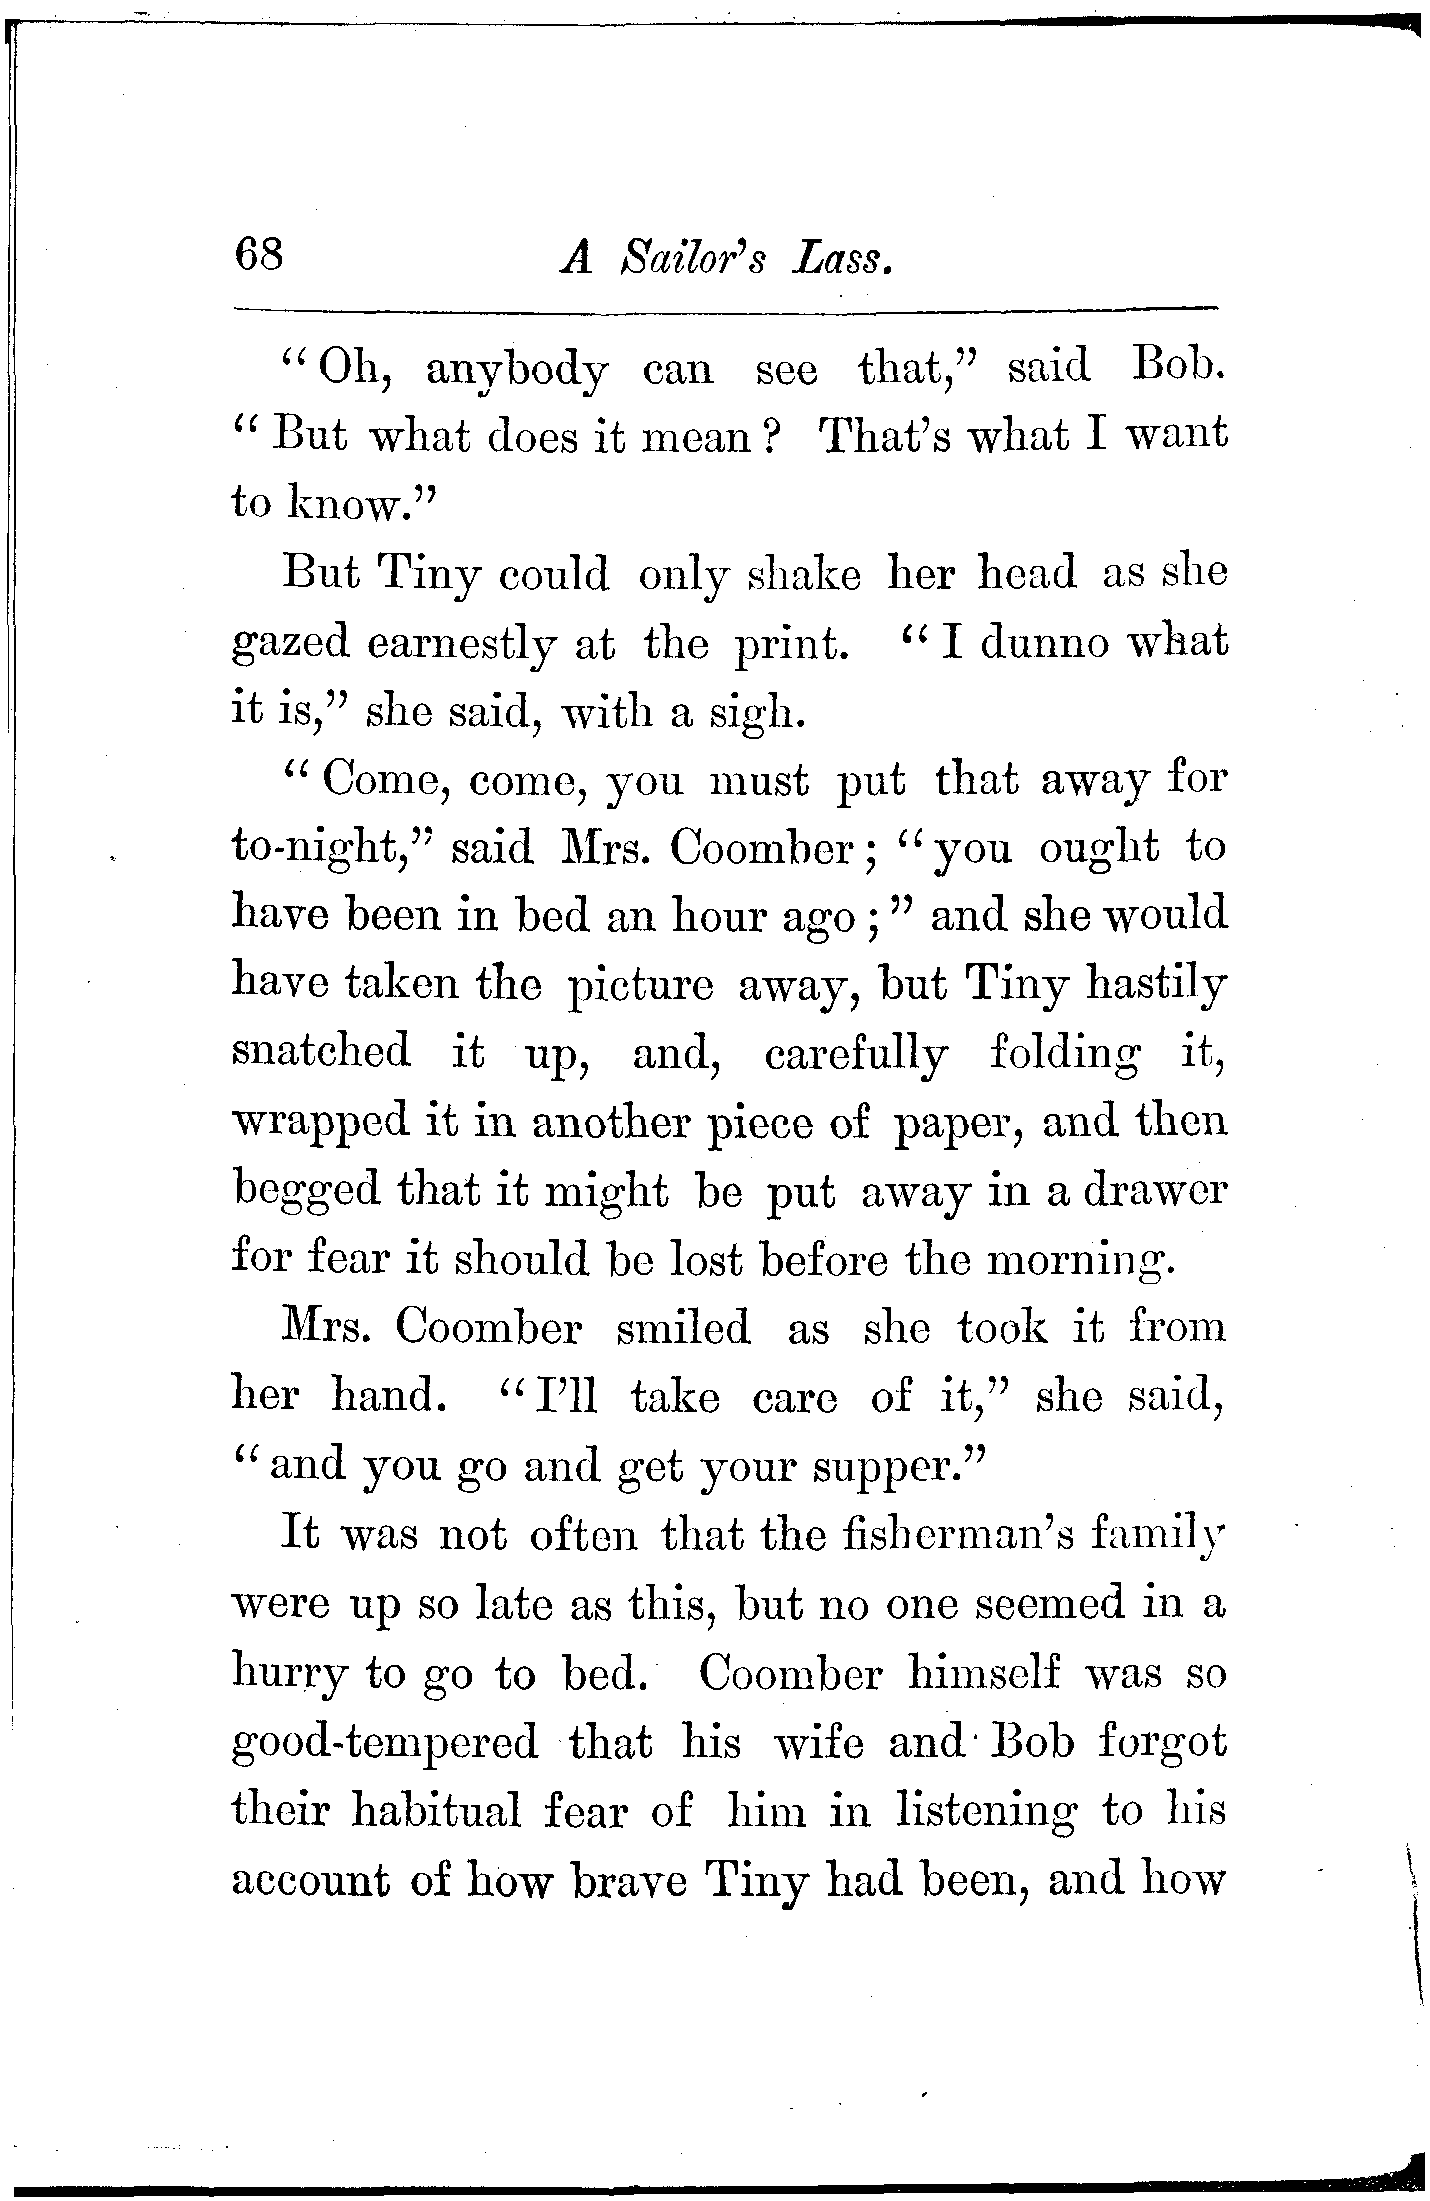 68 A Sailor's Lass.
"Oh, anybody can see that," said Bob.
"But what does it mean? That's what I want
to know."
But Tiny could only shake her head as she
gazed earnestly at the print. "I dunno what
it is," she said, with a sigh.
"Come, come, you must put that away for
to-night," said Mrs. Coomber; "you ought to
have been in bed an hour ago;" and she would
have taken the picture away, but Tiny hastily
snatched it up, and, carefully folding it,
wrapped it in another piece of paper, and then
begged that it might be put away in a drawer
for fear it should be lost before the morning.
Mrs. Coomber smiled as she took it from
her hand. "I'll take care of it," she said,
"and you go and get your supper."
It was not often that the fisherman's family
were up so late as this, but no one seemed in a
hurry to go to bed. Coomber himself was so
good-tempered that his wife and Bob forgot
their habitual fear of him in listening to his
account of how brave Tiny had been, and how